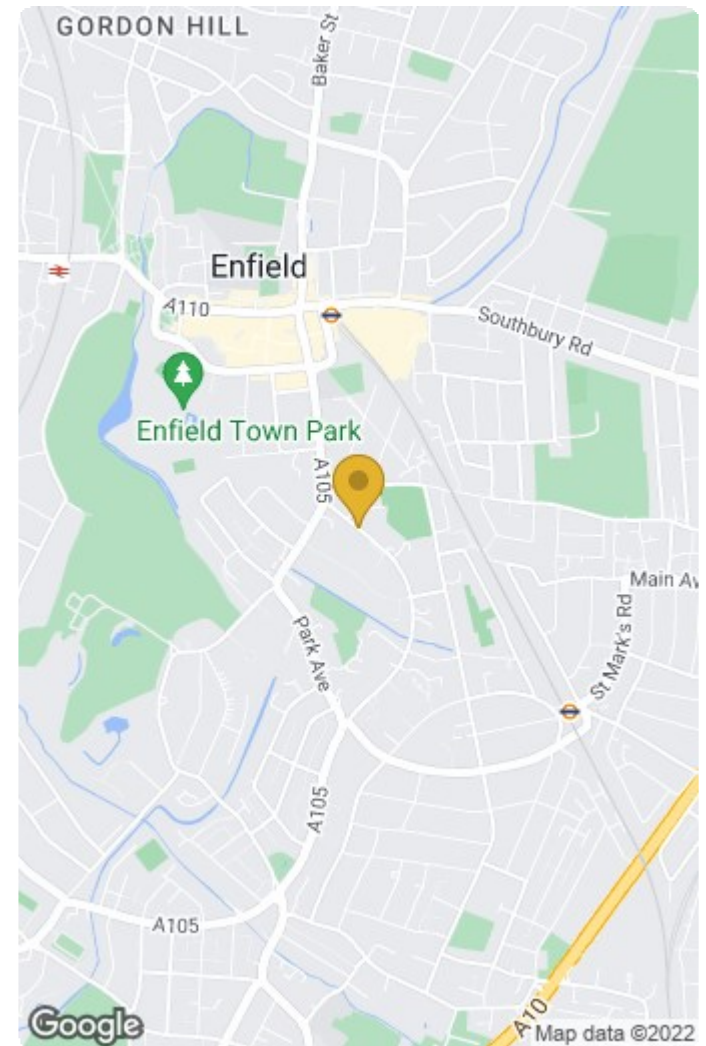 GORDON HILL
Baker St
Enfield
A110
Southbury Rd
Enfield Town Park
A105
Main Av
St Mark's Rd
Park Ave
A105
A105
A10
Google
Map data ©2022